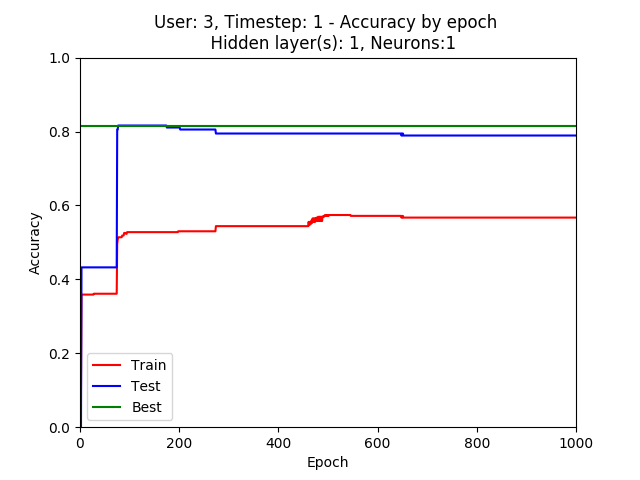 User: 3, Timestep: 1 - Accuracy by epoch
Hidden layer(s): 1, Neurons:1
1.0
0.8
0.6
0.4
0.2
0.0
Accuracy
Train
Test
Best
0 200 400 600 800 1000
Epoch